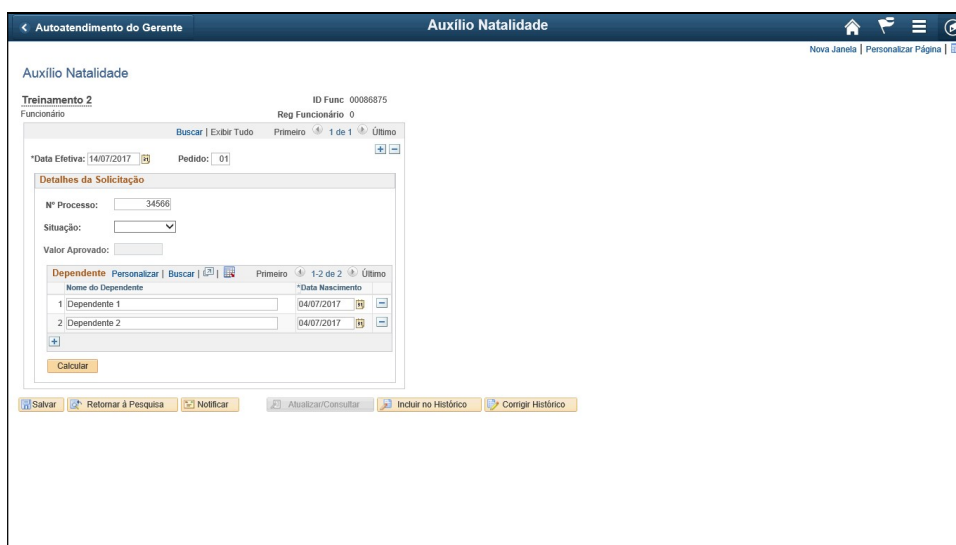 Autoatendimento do Gerente Auxílio Natalidade
Nova Janela | Personalizar Página |
Auxílio Natalidade
Treinamento 2 ID Func 00086875
Funcionário Reg Funcionário 0
Buscar | Exibir Tudo Primeiro 1 de 1 Último
*Data Efetiva: 14/07/2017 Pedido: 01
Detalhes da Solicitação
Nº Processo: 34566
Situação:
Valor Aprovado:
Dependente Personalizar | Buscar | | Primeiro 1-2 de 2 Último
Nome do Dependente *Data Nascimento
1 Dependente 1 04/07/2017
2 Dependente 2 04/07/2017
Calcular
Salvar Retornar à Pesquisa Notificar Atualizar/Consultar Incluir no Histórico Corrigir Histórico